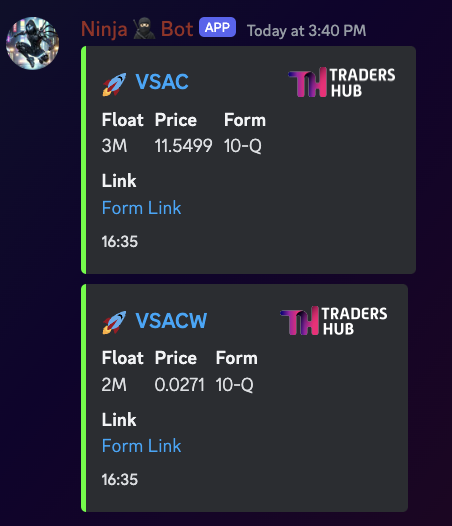 Ninja 🥷 Bot APP Today at 3:40 PM
🚀 VSAC
TRADERS
HUB
Float Price Form
3M 11.5499 10-Q
Link
Form Link
16:35
🚀 VSACW
TRADERS
HUB
Float Price Form
2M 0.0271 10-Q
Link
Form Link
16:35